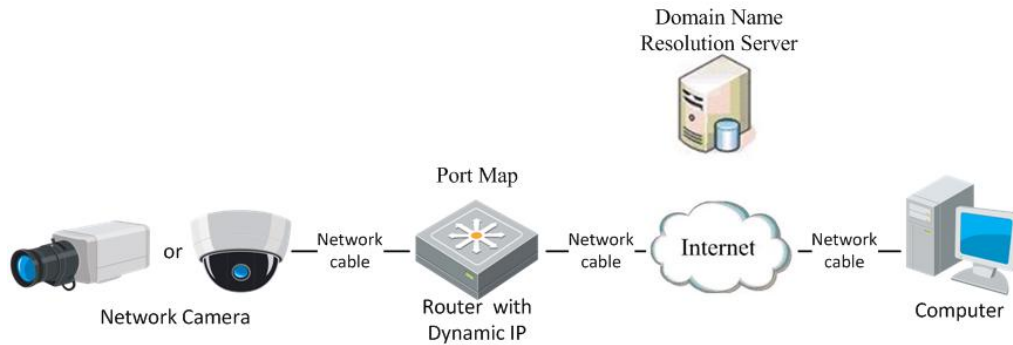 Domain Name
Resolution Server
Port Map
or
Network
cable
Network
cable
Internet
Network
cable
Network Camera
Router with
Dynamic IP
Computer